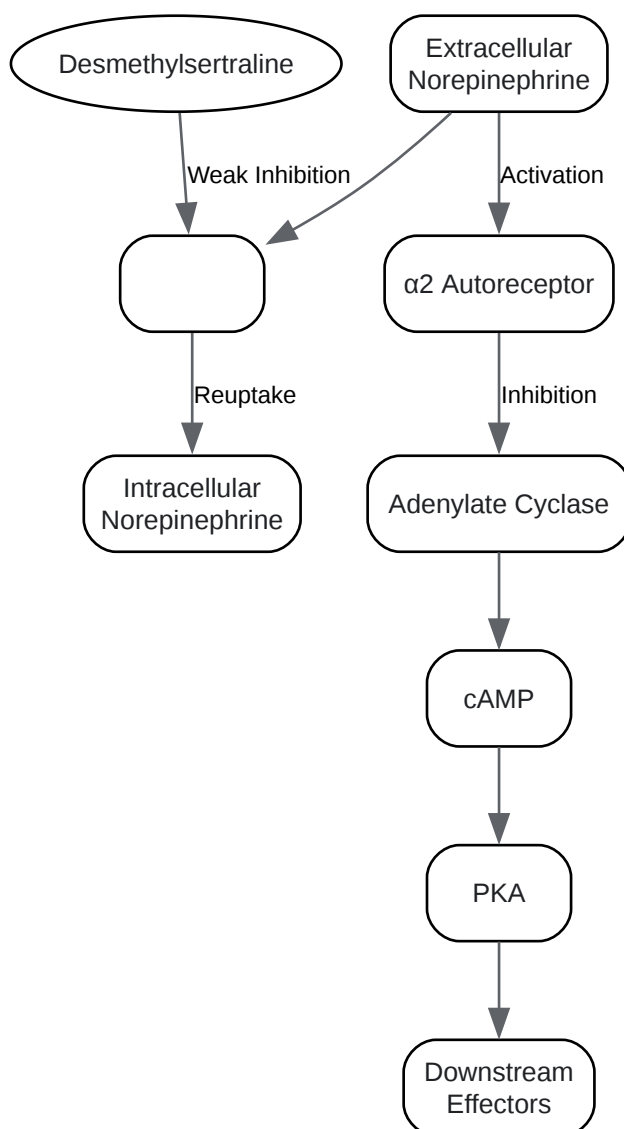 Desmethylsertraline
Extracellular
Norepinephrine
Weak Inhibition
Activation
α2 Autoreceptor
Reuptake
Inhibition
Intracellular
Norepinephrine
Adenylate Cyclase
cAMP
PKA
Downstream
Effectors